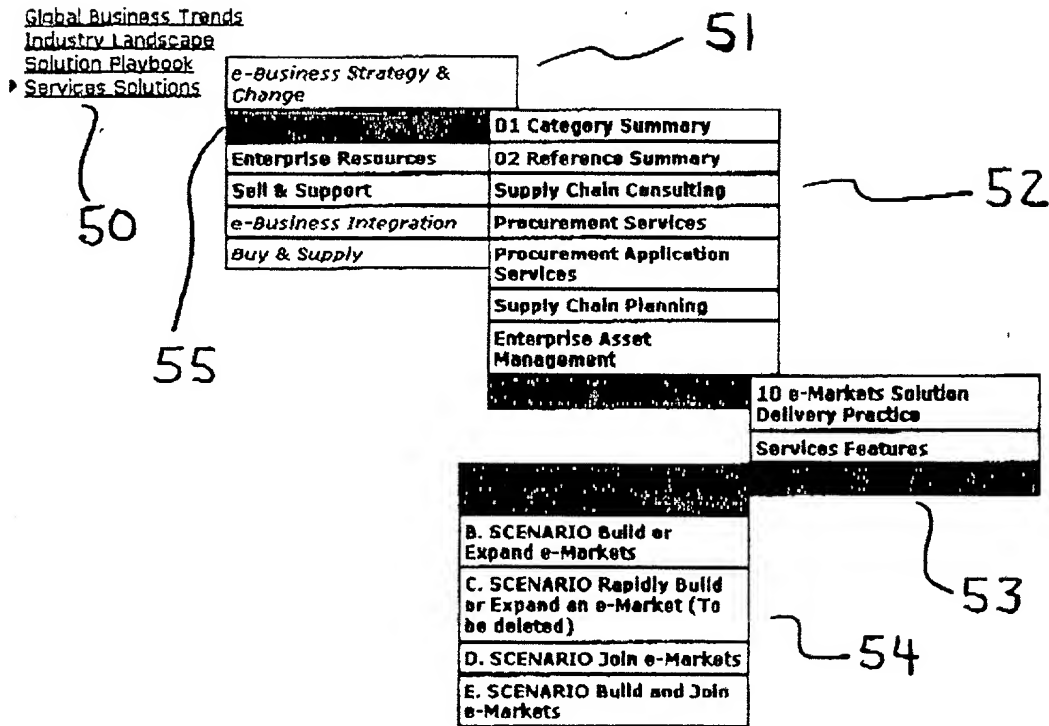 Global Business Trends
Industry Landscape
Solution Playbook
Services Solutions
50
51
e-Business Strategy &
Change
55
Enterprise Resources
Sell & Support
e-Business Integration
Buy & Supply
01 Category Summary
02 Reference Summary
Supply Chain Consulting
Procurement Services
Procurement Application
Services
Supply Chain Planning
Enterprise Asset
Management
52
10 e-Markets Solution
Delivery Practice
Services Features
53
B. SCENARIO Build or
Expand e-Markets
C. SCENARIO Rapidly Build
or Expand an e-Market (To
be deleted)
D. SCENARIO Join e-Markets
E. SCENARIO Build and Join
e-Markets
54